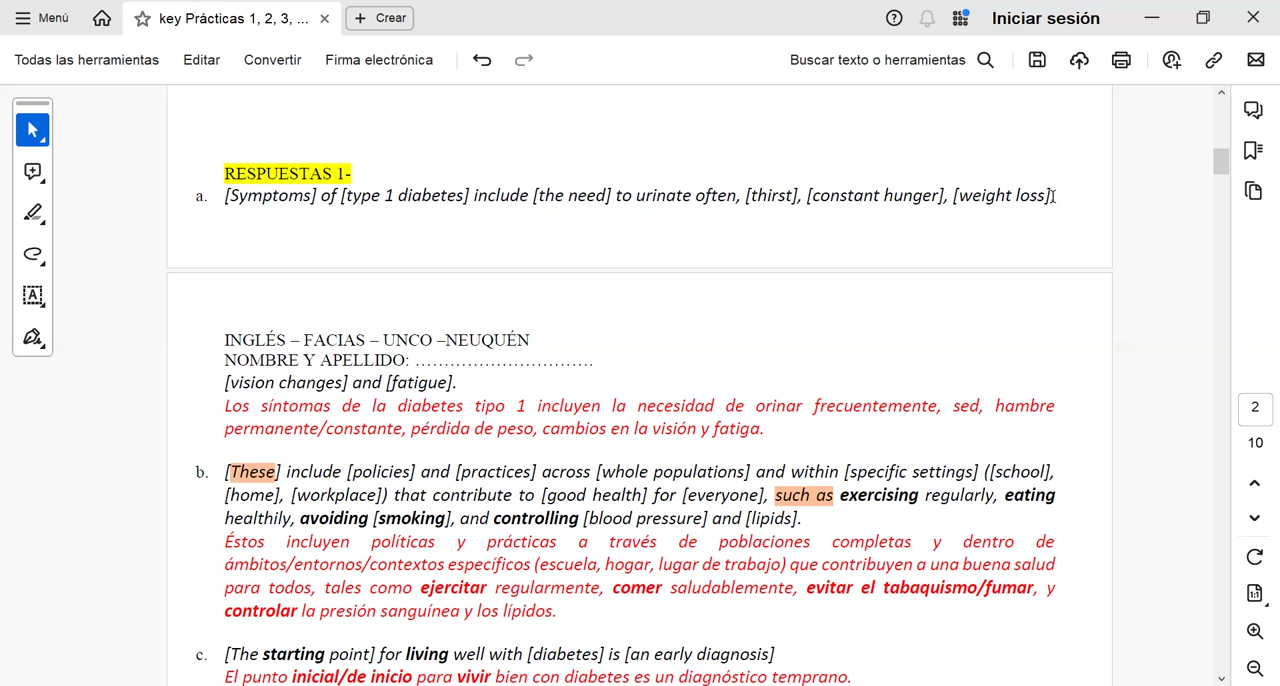 Menú
key Prácticas 1, 2, 3, ...
Crear
Iniciar sesión
Todas las herramientas
Editar
Convertir
Firma electrónica
Buscar texto o herramientas
RESPUESTAS 1-
a. [Symptoms] of [type 1 diabetes] include [the need] to urinate often, [thirst], [constant hunger], [weight loss],
INGLÉS – FACIAS – UNCO –NEUQUÉN
NOMBRE Y APELLIDO: ..............................
[vision changes] and [fatigue].
Los síntomas de la diabetes tipo 1 incluyen la necesidad de orinar frecuentemente, sed, hambre
permanente/constante, pérdida de peso, cambios en la visión y fatiga.
b. [These] include [policies] and [practices] across [whole populations] and within [specific settings] ([school],
[home], [workplace]) that contribute to [good health] for [everyone], such as exercising regularly, eating
healthily, avoiding [smoking], and controlling [blood pressure] and [lipids].
Éstos incluyen políticas y prácticas a través de poblaciones completas y dentro de
ámbitos/entornos/contextos específicos (escuela, hogar, lugar de trabajo) que contribuyen a una buena salud
para todos, tales como ejercitar regularmente, comer saludablemente, evitar el tabaquismo/fumar, y
controlar la presión sanguínea y los lípidos.
c. [The starting point] for living well with [diabetes] is [an early diagnosis]
El punto inicial/de inicio para vivir bien con diabetes es un diagnóstico temprano.
2
10
1:1